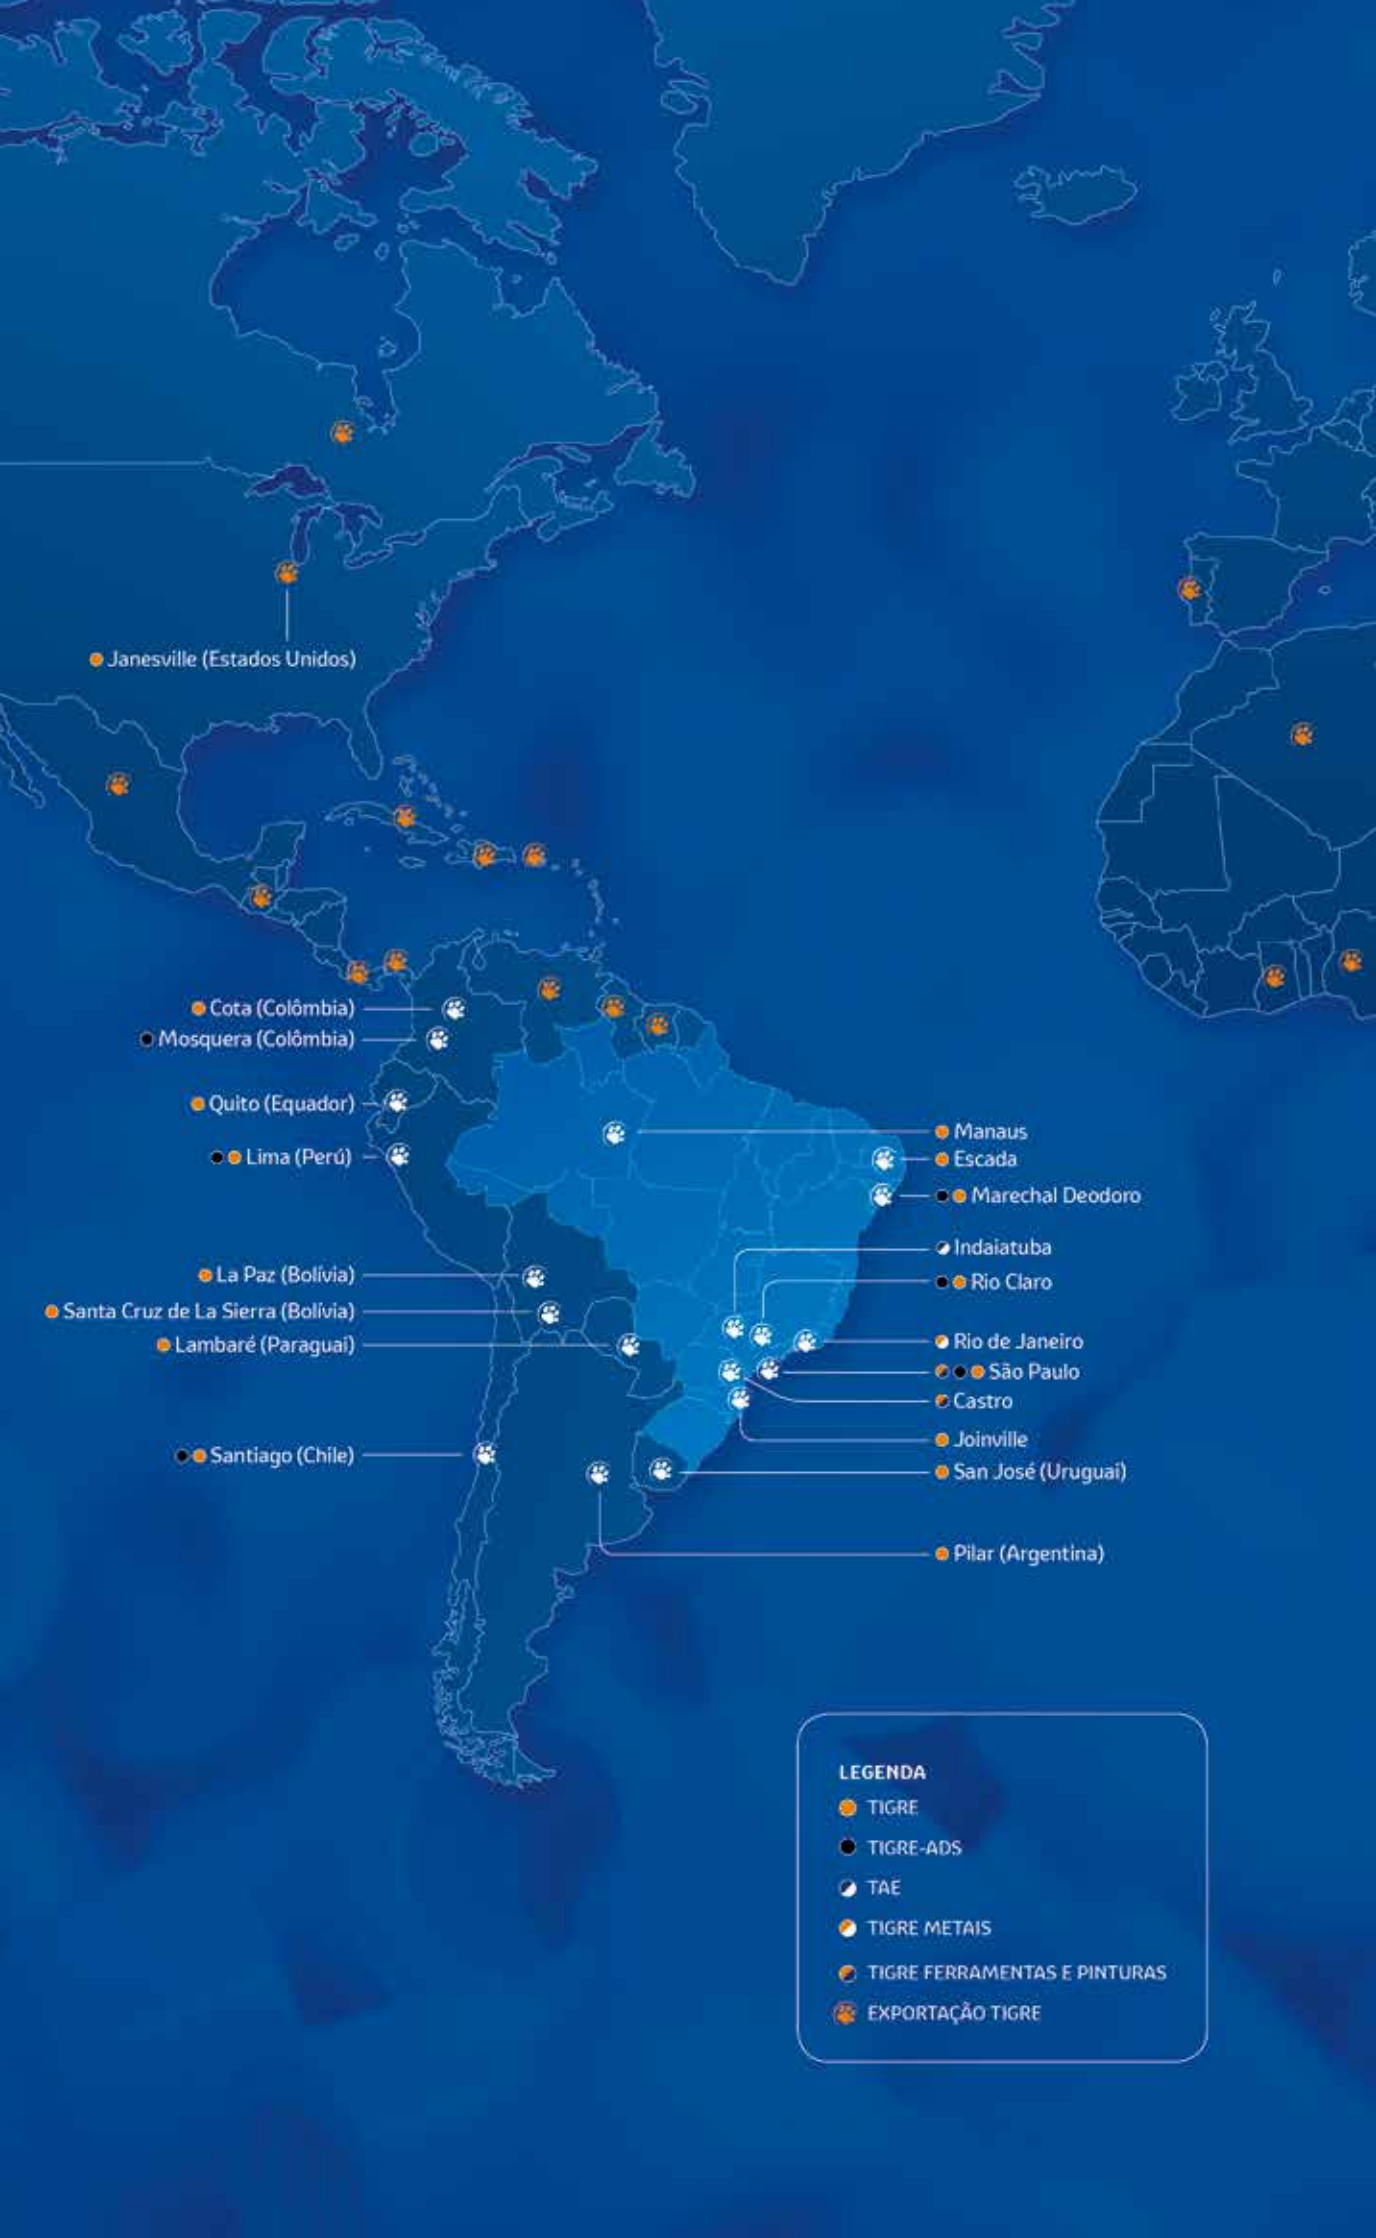 Janesville (Estados Unidos)
Cota (Colômbia)
Mosquera (Colômbia)
Quito (Equador)
Lima (Perú)
La Paz (Bolívia)
Santa Cruz de La Sierra (Bolívia)
Lambaré (Paraguai)
Santiago (Chile)
Manaus
Escada
Marechal Deodoro
Indaiatuba
Rio Claro
Rio de Janeiro
São Paulo
Castro
Joinville
San José (Uruguai)
Pilar (Argentina)
LEGENDA
TIGRE
TIGRE-ADS
TAE
TIGRE METAIS
TIGRE FERRAMENTAS E PINTURAS
EXPORTAÇÃO TIGRE